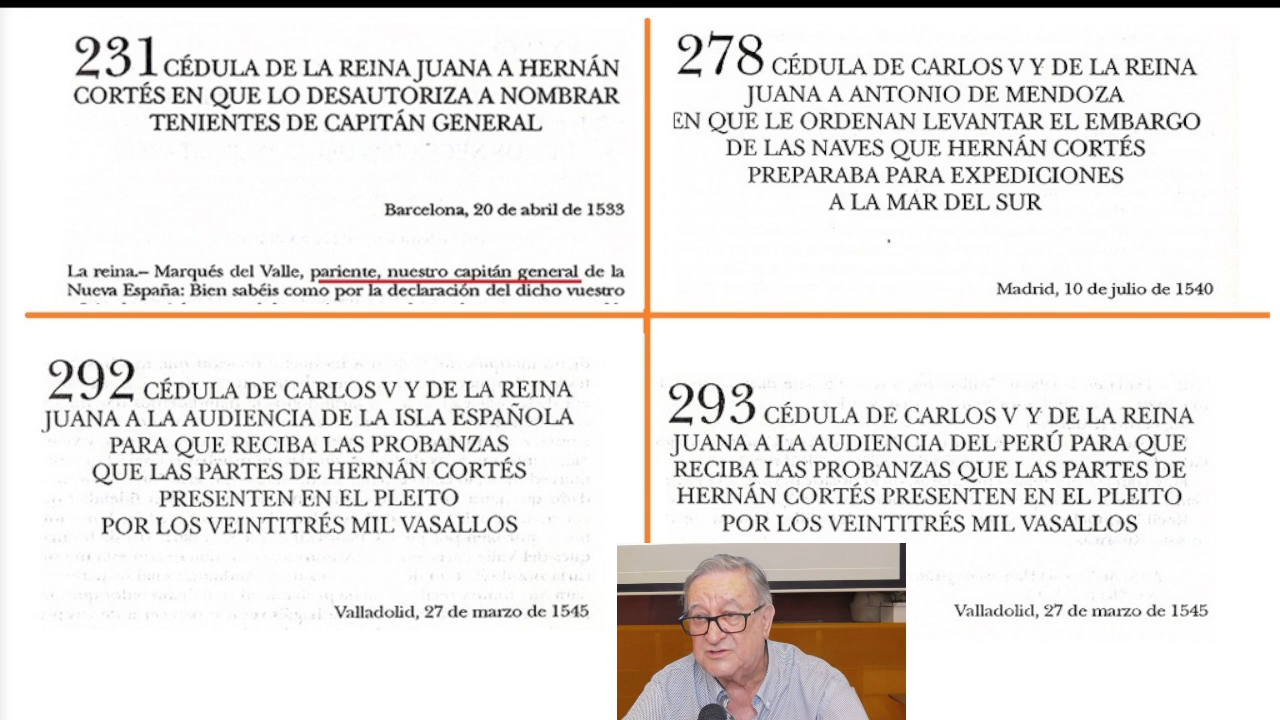 231 CÉDULA DE LA REINA JUANA A HERNÁN
CORTÉS EN QUE LO DESAUTORIZA A NOMBRAR
TENIENTES DE CAPITÁN GENERAL
Barcelona, 20 de abril de 1533
La reina.– Marqués del Valle, pariente, nuestro capitán general de la
Nueva España: Bien sabéis como por la declaración del dicho vuestro
278 CÉDULA DE CARLOS V Y DE LA REINA
JUANA A ANTONIO DE MENDOZA
EN QUE LE ORDENAN LEVANTAR EL EMBARGO
DE LAS NAVES QUE HERNÁN CORTÉS
PREPARABA PARA EXPEDICIONES
A LA MAR DEL SUR
Madrid, 10 de julio de 1540
292 CÉDULA DE CARLOS V Y DE LA REINA
JUANA A LA AUDIENCIA DE LA ISLA ESPAÑOLA
PARA QUE RECIBA LAS PROBANZAS
QUE LAS PARTES DE HERNÁN CORTÉS
PRESENTEN EN EL PLEITO
POR LOS VEINTITRÉS MIL VASALLOS
Valladolid, 27 de marzo de 1545
293 CÉDULA DE CARLOS V Y DE LA REINA
JUANA A LA AUDIENCIA DEL PERÚ PARA QUE
RECIBA LAS PROBANZAS QUE LAS PARTES DE
HERNÁN CORTÉS PRESENTEN EN EL PLEITO
POR LOS VEINTITRÉS MIL VASALLOS
Valladolid, 27 de marzo de 1545